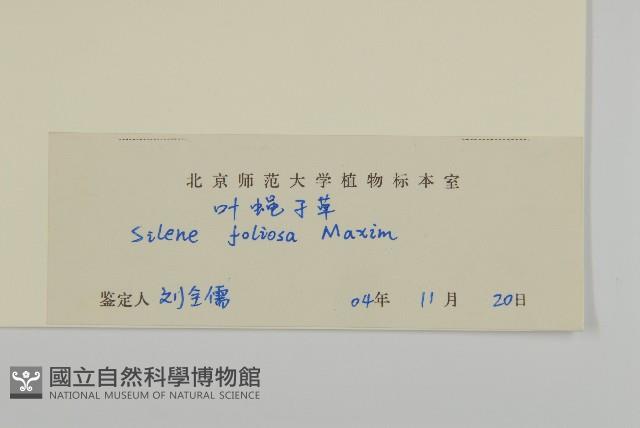 北京师范大学植物标本室
叶蝇子草
Silene foliosa Maxim
鉴定人 刘全儒 04年 11月 20日
國立自然科學博物館
NATIONAL MUSEUM OF NATURAL SCIENCE